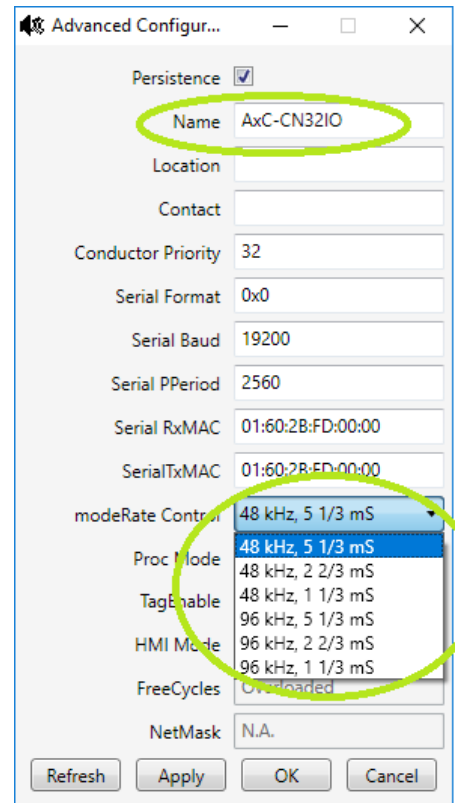 Advanced Configur...
Persistence
Name AxC-CN32IO
Location
Contact
Conductor Priority 32
Serial Format 0x0
Serial Baud 19200
Serial PPeriod 2560
Serial RxMAC 01:60:2B:FD:00:00
SerialTxMAC 01:60:2B:FD:00:00
modeRate Control 48 kHz, 5 1/3 mS
Proc Mode 48 kHz, 5 1/3 mS
48 kHz, 2 2/3 mS
TagEnable 48 kHz, 1 1/3 mS
96 kHz, 5 1/3 mS
HMI Mode 96 kHz, 2 2/3 mS
96 kHz, 1 1/3 mS
FreeCycles Overloaded
NetMask N.A.
Refresh Apply OK Cancel